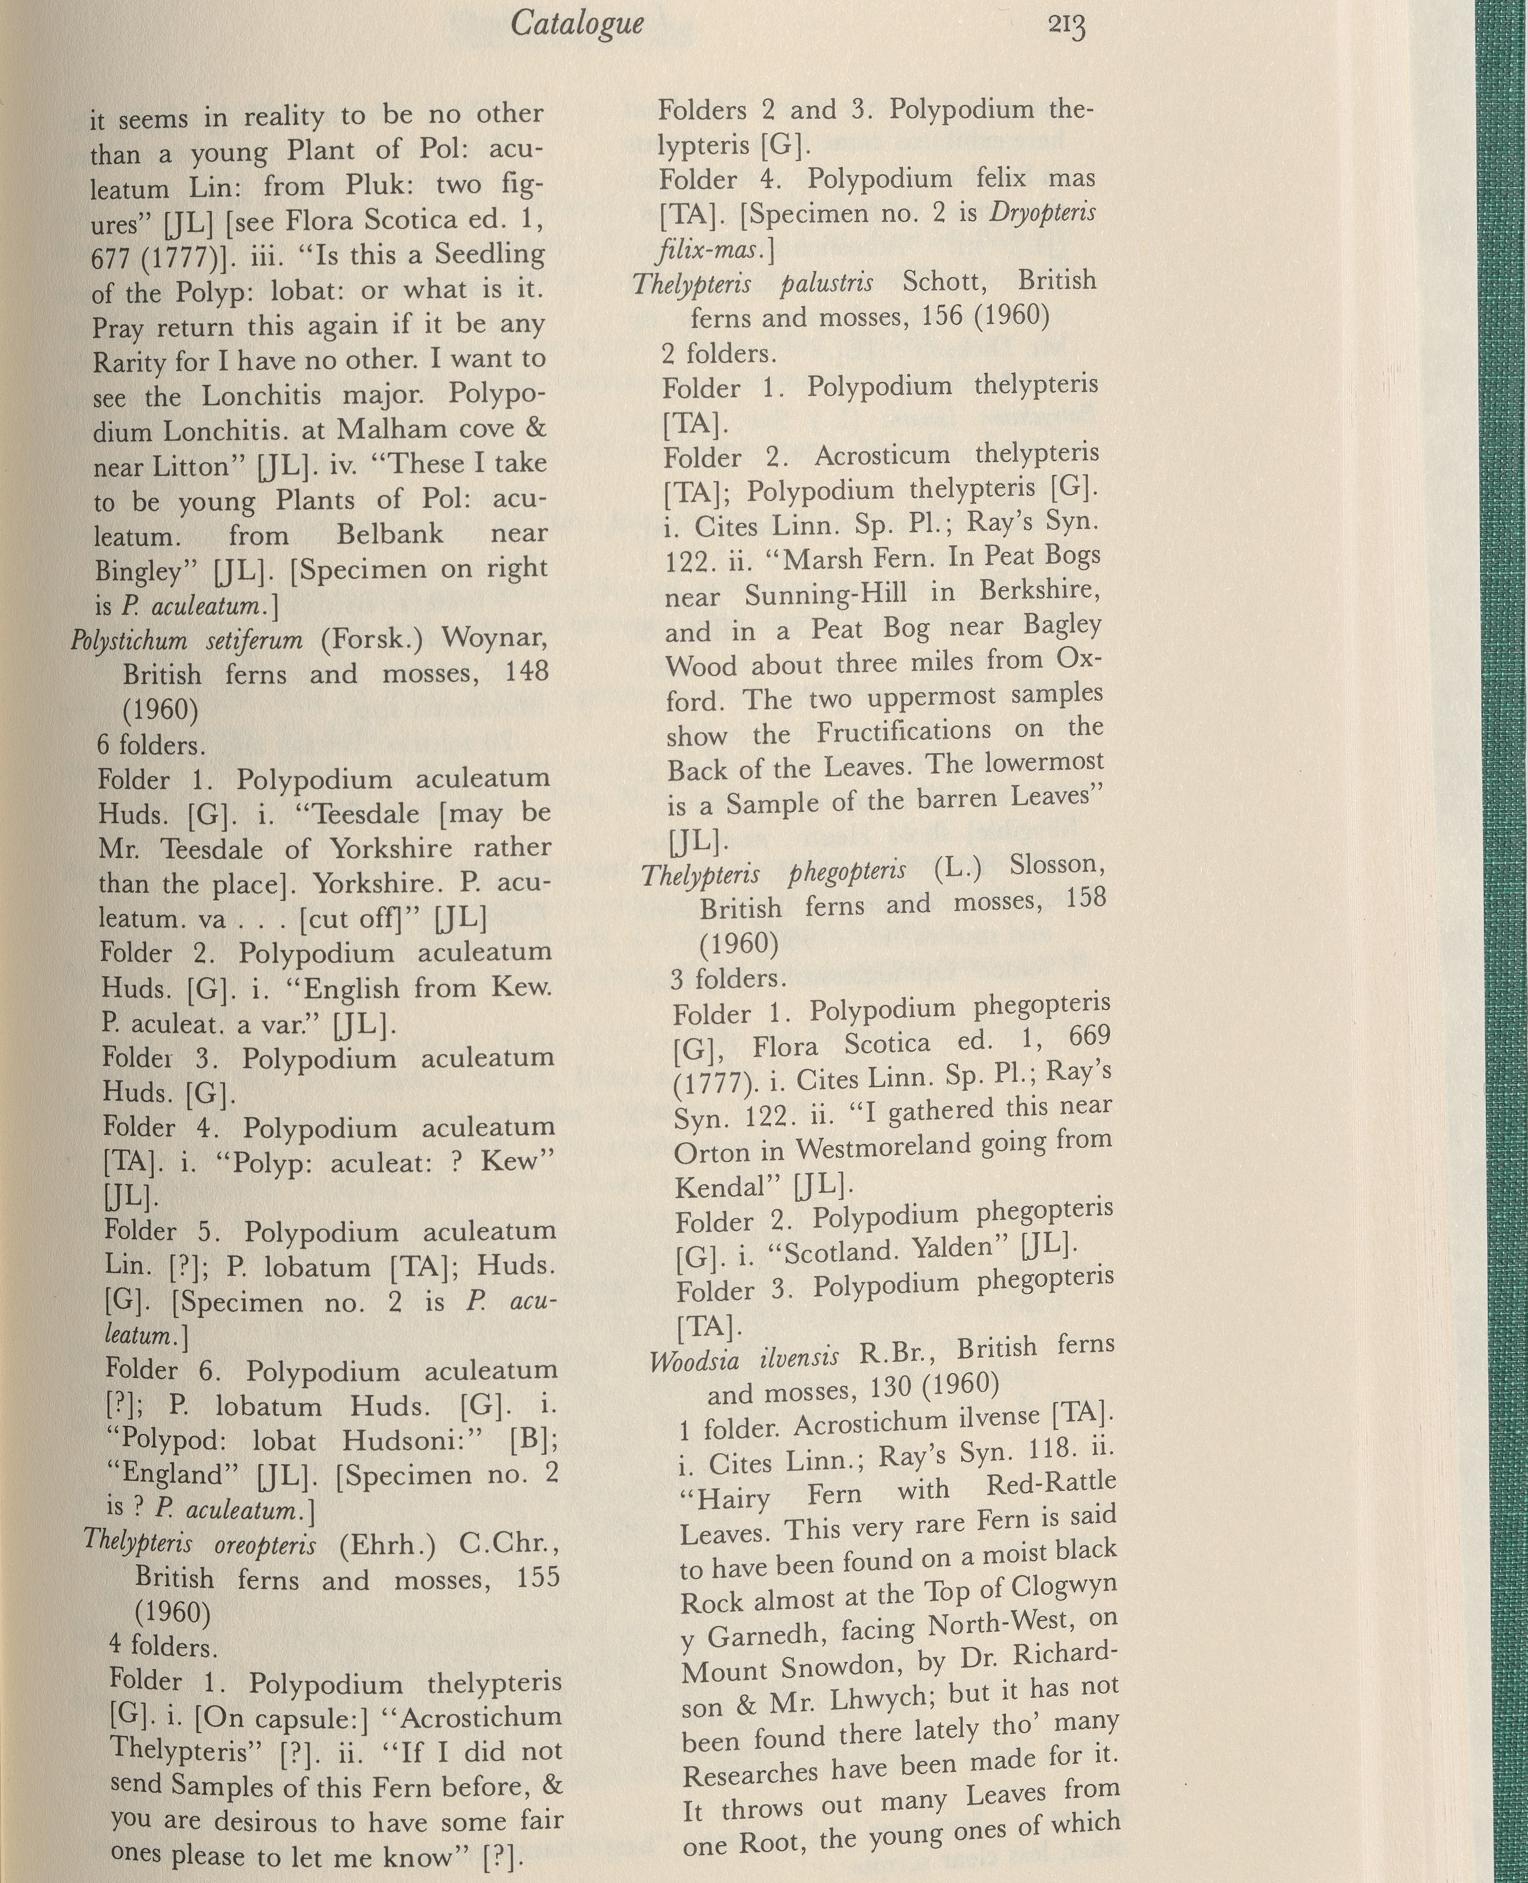 Catalogue
213
it seems in reality to be no other
than a young Plant of Pol: acu-
leatum Lin: from Pluk: two fig-
ures” [JL] [see Flora Scotica ed. 1,
677 (1777)]. iii. “Is this a Seedling
of the Polyp: lobat: or what is it.
Pray return this again if it be any
Rarity for I have no other. I want to
see the Lonchitis major. Polypo-
dium Lonchitis. at Malham cove &
near Litton” [JL]. iv. “These I take
to be young Plants of Pol: acu-
leatum. from Belbank near
Bingley” [JL]. [Specimen on right
is P. aculeatum.]
Polystichum setiferum (Forsk.) Woynar,
British ferns and mosses, 148
(1960)
6 folders.
Folder 1. Polypodium aculeatum
Huds. [G]. i. “Teesdale [may be
Mr. Teesdale of Yorkshire rather
than the place]. Yorkshire. P. acu-
leatum. va . . . [cut off]” [JL]
Folder 2. Polypodium aculeatum
Huds. [G]. i. “English from Kew.
P. aculeat. a var.” [JL].
Folder 3. Polypodium aculeatum
Huds. [G].
Folder 4. Polypodium aculeatum
[TA]. i. “Polyp: aculeat: ? Kew”
[JL].
Folder 5. Polypodium aculeatum
Lin. [?]; P. lobatum [TA]; Huds.
[G]. [Specimen no. 2 is P. acu-
leatum.]
Folder 6. Polypodium aculeatum
[?]; P. lobatum Huds. [G]. i.
“Polypod: lobat Hudsoni:” [B];
“England” [JL]. [Specimen no. 2
is ? P. aculeatum.]
Thelypteris oreopteris (Ehrh.) C.Chr.,
British ferns and mosses, 155
(1960)
4 folders.
Folder 1. Polypodium thelypteris
[G]. i. [On capsule:] “Acrostichum
Thelypteris” [?]. ii. “If I did not
send Samples of this Fern before, &
you are desirous to have some fair
ones please to let me know” [?].
Folders 2 and 3. Polypodium the-
lypteris [G].
Folder 4. Polypodium felix mas
[TA]. [Specimen no. 2 is Dryopteris
filix-mas.]
Thelypteris palustris Schott, British
ferns and mosses, 156 (1960)
2 folders.
Folder 1. Polypodium thelypteris
[TA].
Folder 2. Acrosticum thelypteris
[TA]; Polypodium thelypteris [G].
i. Cites Linn. Sp. Pl.; Ray’s Syn.
122. ii. “Marsh Fern. In Peat Bogs
near Sunning-Hill in Berkshire,
and in a Peat Bog near Bagley
Wood about three miles from Ox-
ford. The two uppermost samples
show the Fructifications on the
Back of the Leaves. The lowermost
is a Sample of the barren Leaves”
[JL].
Thelypteris phegopteris (L.) Slosson,
British ferns and mosses, 158
(1960)
3 folders.
Folder 1. Polypodium phegopteris
[G], Flora Scotica ed. 1, 669
(1777). i. Cites Linn. Sp. Pl.; Ray’s
Syn. 122. ii. “I gathered this near
Orton in Westmoreland going from
Kendal” [JL].
Folder 2. Polypodium phegopteris
[G]. i. “Scotland. Yalden” [JL].
Folder 3. Polypodium phegopteris
[TA].
Woodsia ilvensis R.Br., British ferns
and mosses, 130 (1960)
1 folder. Acrostichum ilvense [TA].
i. Cites Linn.; Ray’s Syn. 118. ii.
“Hairy Fern with Red-Rattle
Leaves. This very rare Fern is said
to have been found on a moist black
Rock almost at the Top of Clogwyn
y Garnedh, facing North-West, on
Mount Snowdon, by Dr. Richard-
son & Mr. Lhwych; but it has not
been found there lately tho’ many
Researches have been made for it.
It throws out many Leaves from
one Root, the young ones of which